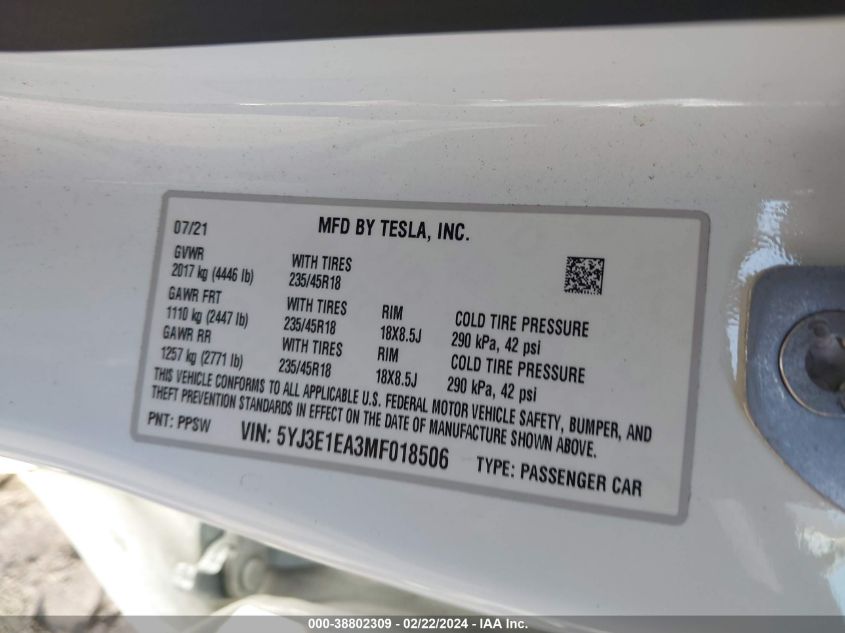 07/21 MFD BY TESLA, INC.
GVWR
2017 kg (4446 lb) WITH TIRES
235/45R18
GAWR FRT
1110 kg (2447 lb) WITH TIRES
235/45R18 RIM
18X8.5J COLD TIRE PRESSURE
290 kPa, 42 psi
GAWR RR
1257 kg (2771 lb) WITH TIRES
235/45R18 RIM
18X8.5J COLD TIRE PRESSURE
290 kPa, 42 psi
THIS VEHICLE CONFORMS TO ALL APPLICABLE U.S. FEDERAL MOTOR VEHICLE SAFETY, BUMPER, AND
THEFT PREVENTION STANDARDS IN EFFECT ON THE DATE OF MANUFACTURE SHOWN ABOVE.
PNT: PPSW VIN: 5YJ3E1EA3MF018506 TYPE: PASSENGER CAR
000-38802309 - 02/22/2024 - IAA Inc.